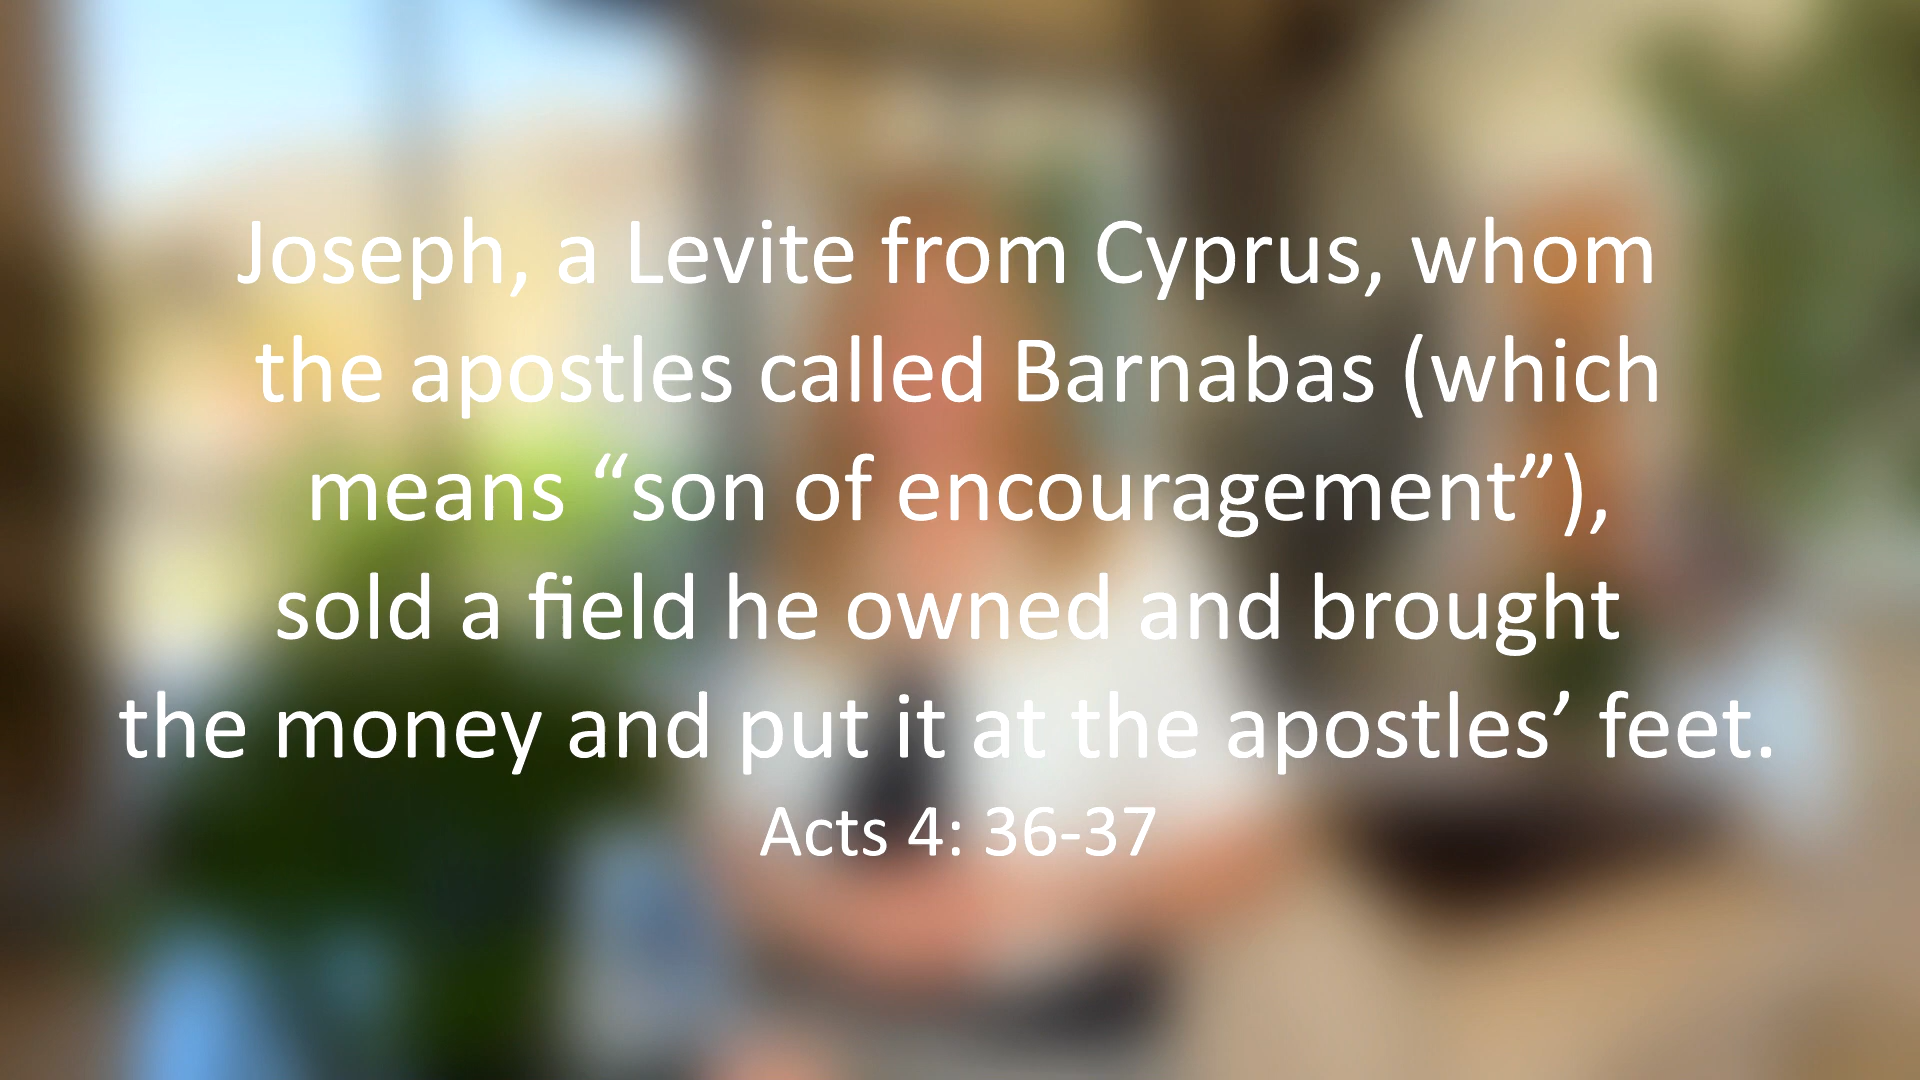 Joseph, a Levite from Cyprus, whom
the apostles called Barnabas (which
means “son of encouragement”),
sold a field he owned and brought
the money and put it at the apostles’ feet.
Acts 4: 36-37